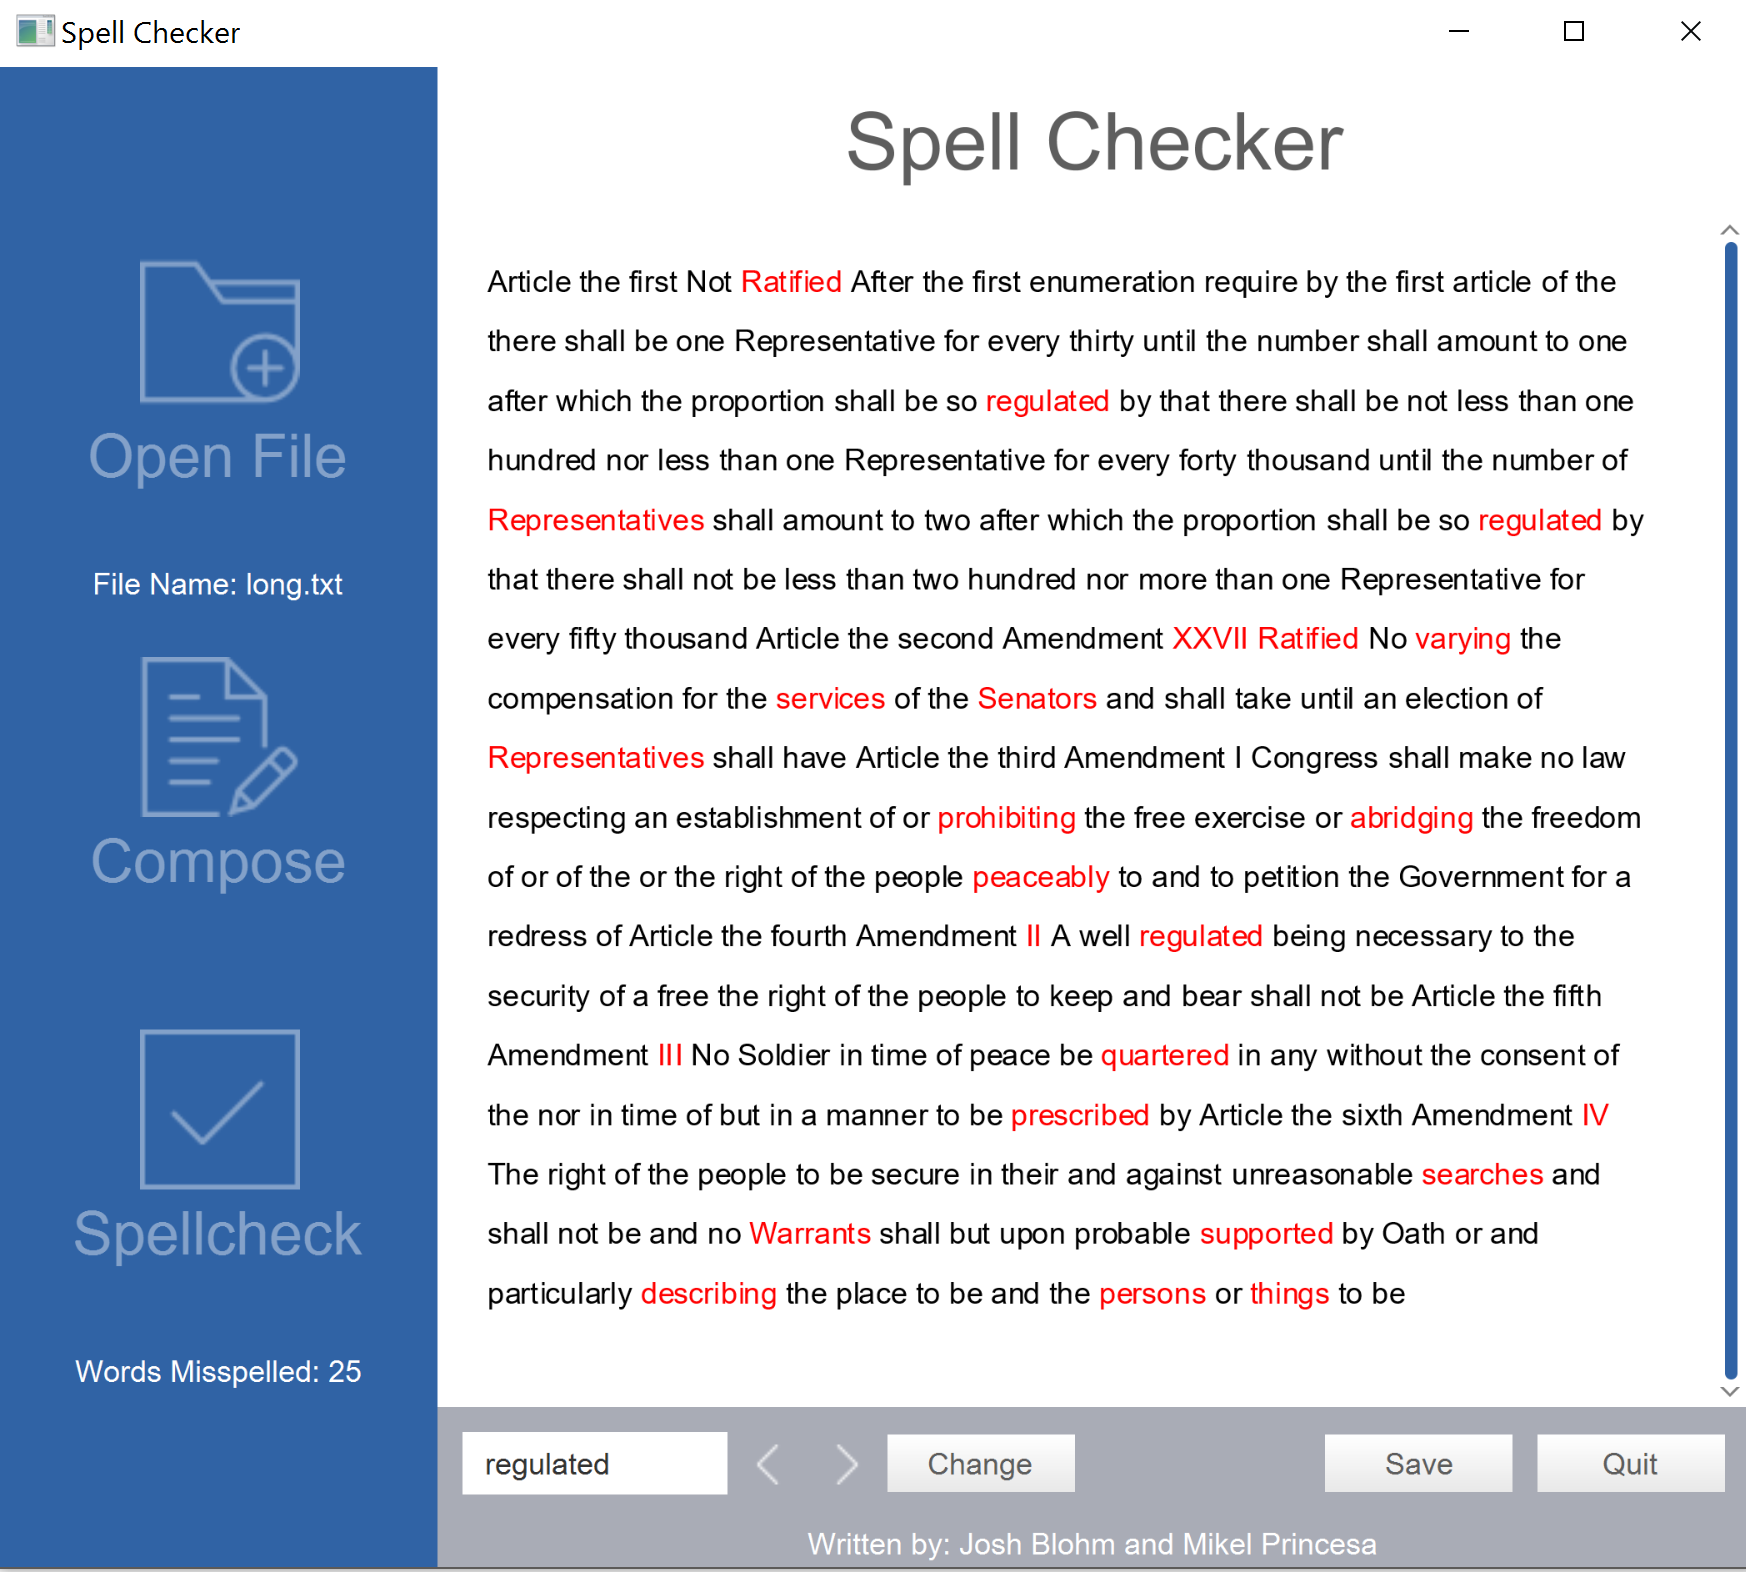 Spell Checker
Spell Checker
Open File
File Name: long.txt
Compose
Spellcheck
Words Misspelled: 25
Article the first Not Ratified After the first enumeration require by the first article of the
there shall be one Representative for every thirty until the number shall amount to one
after which the proportion shall be so regulated by that there shall be not less than one
hundred nor less than one Representative for every forty thousand until the number of
Representatives shall amount to two after which the proportion shall be so regulated by
that there shall not be less than two hundred nor more than one Representative for
every fifty thousand Article the second Amendment XXVII Ratified No varying the
compensation for the services of the Senators and shall take until an election of
Representatives shall have Article the third Amendment I Congress shall make no law
respecting an establishment of or prohibiting the free exercise or abridging the freedom
of or of the or the right of the people peaceably to and to petition the Government for a
redress of Article the fourth Amendment II A well regulated being necessary to the
security of a free the right of the people to keep and bear shall not be Article the fifth
Amendment III No Soldier in time of peace be quartered in any without the consent of
the nor in time of but in a manner to be prescribed by Article the sixth Amendment IV
The right of the people to be secure in their and against unreasonable searches and
shall not be and no Warrants shall but upon probable supported by Oath or and
particularly describing the place to be and the persons or things to be
regulated
Change
Save
Quit
Written by: Josh Blohm and Mikel Princesa